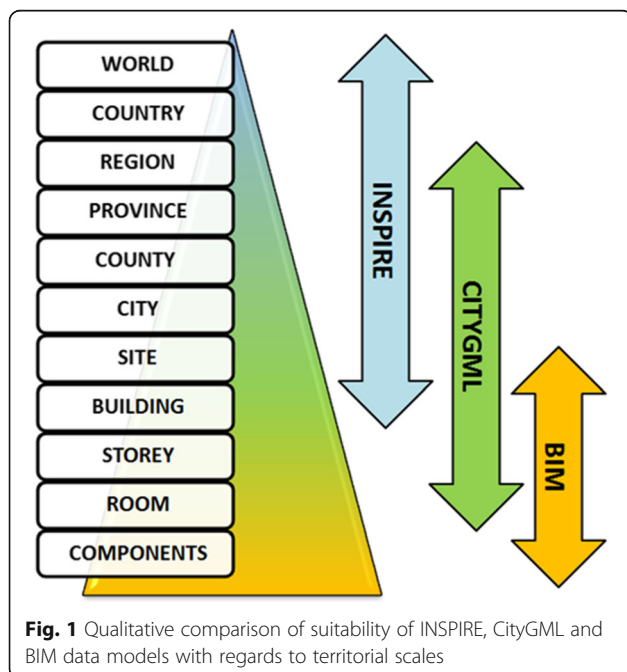 WORLD
COUNTRY
REGION
PROVINCE
COUNTY
CITY
SITE
BUILDING
STOREY
ROOM
COMPONENTS
INSPIRE
CITYGML
BIM
Fig. 1 Qualitative comparison of suitability of INSPIRE, CityGML and
BIM data models with regards to territorial scales